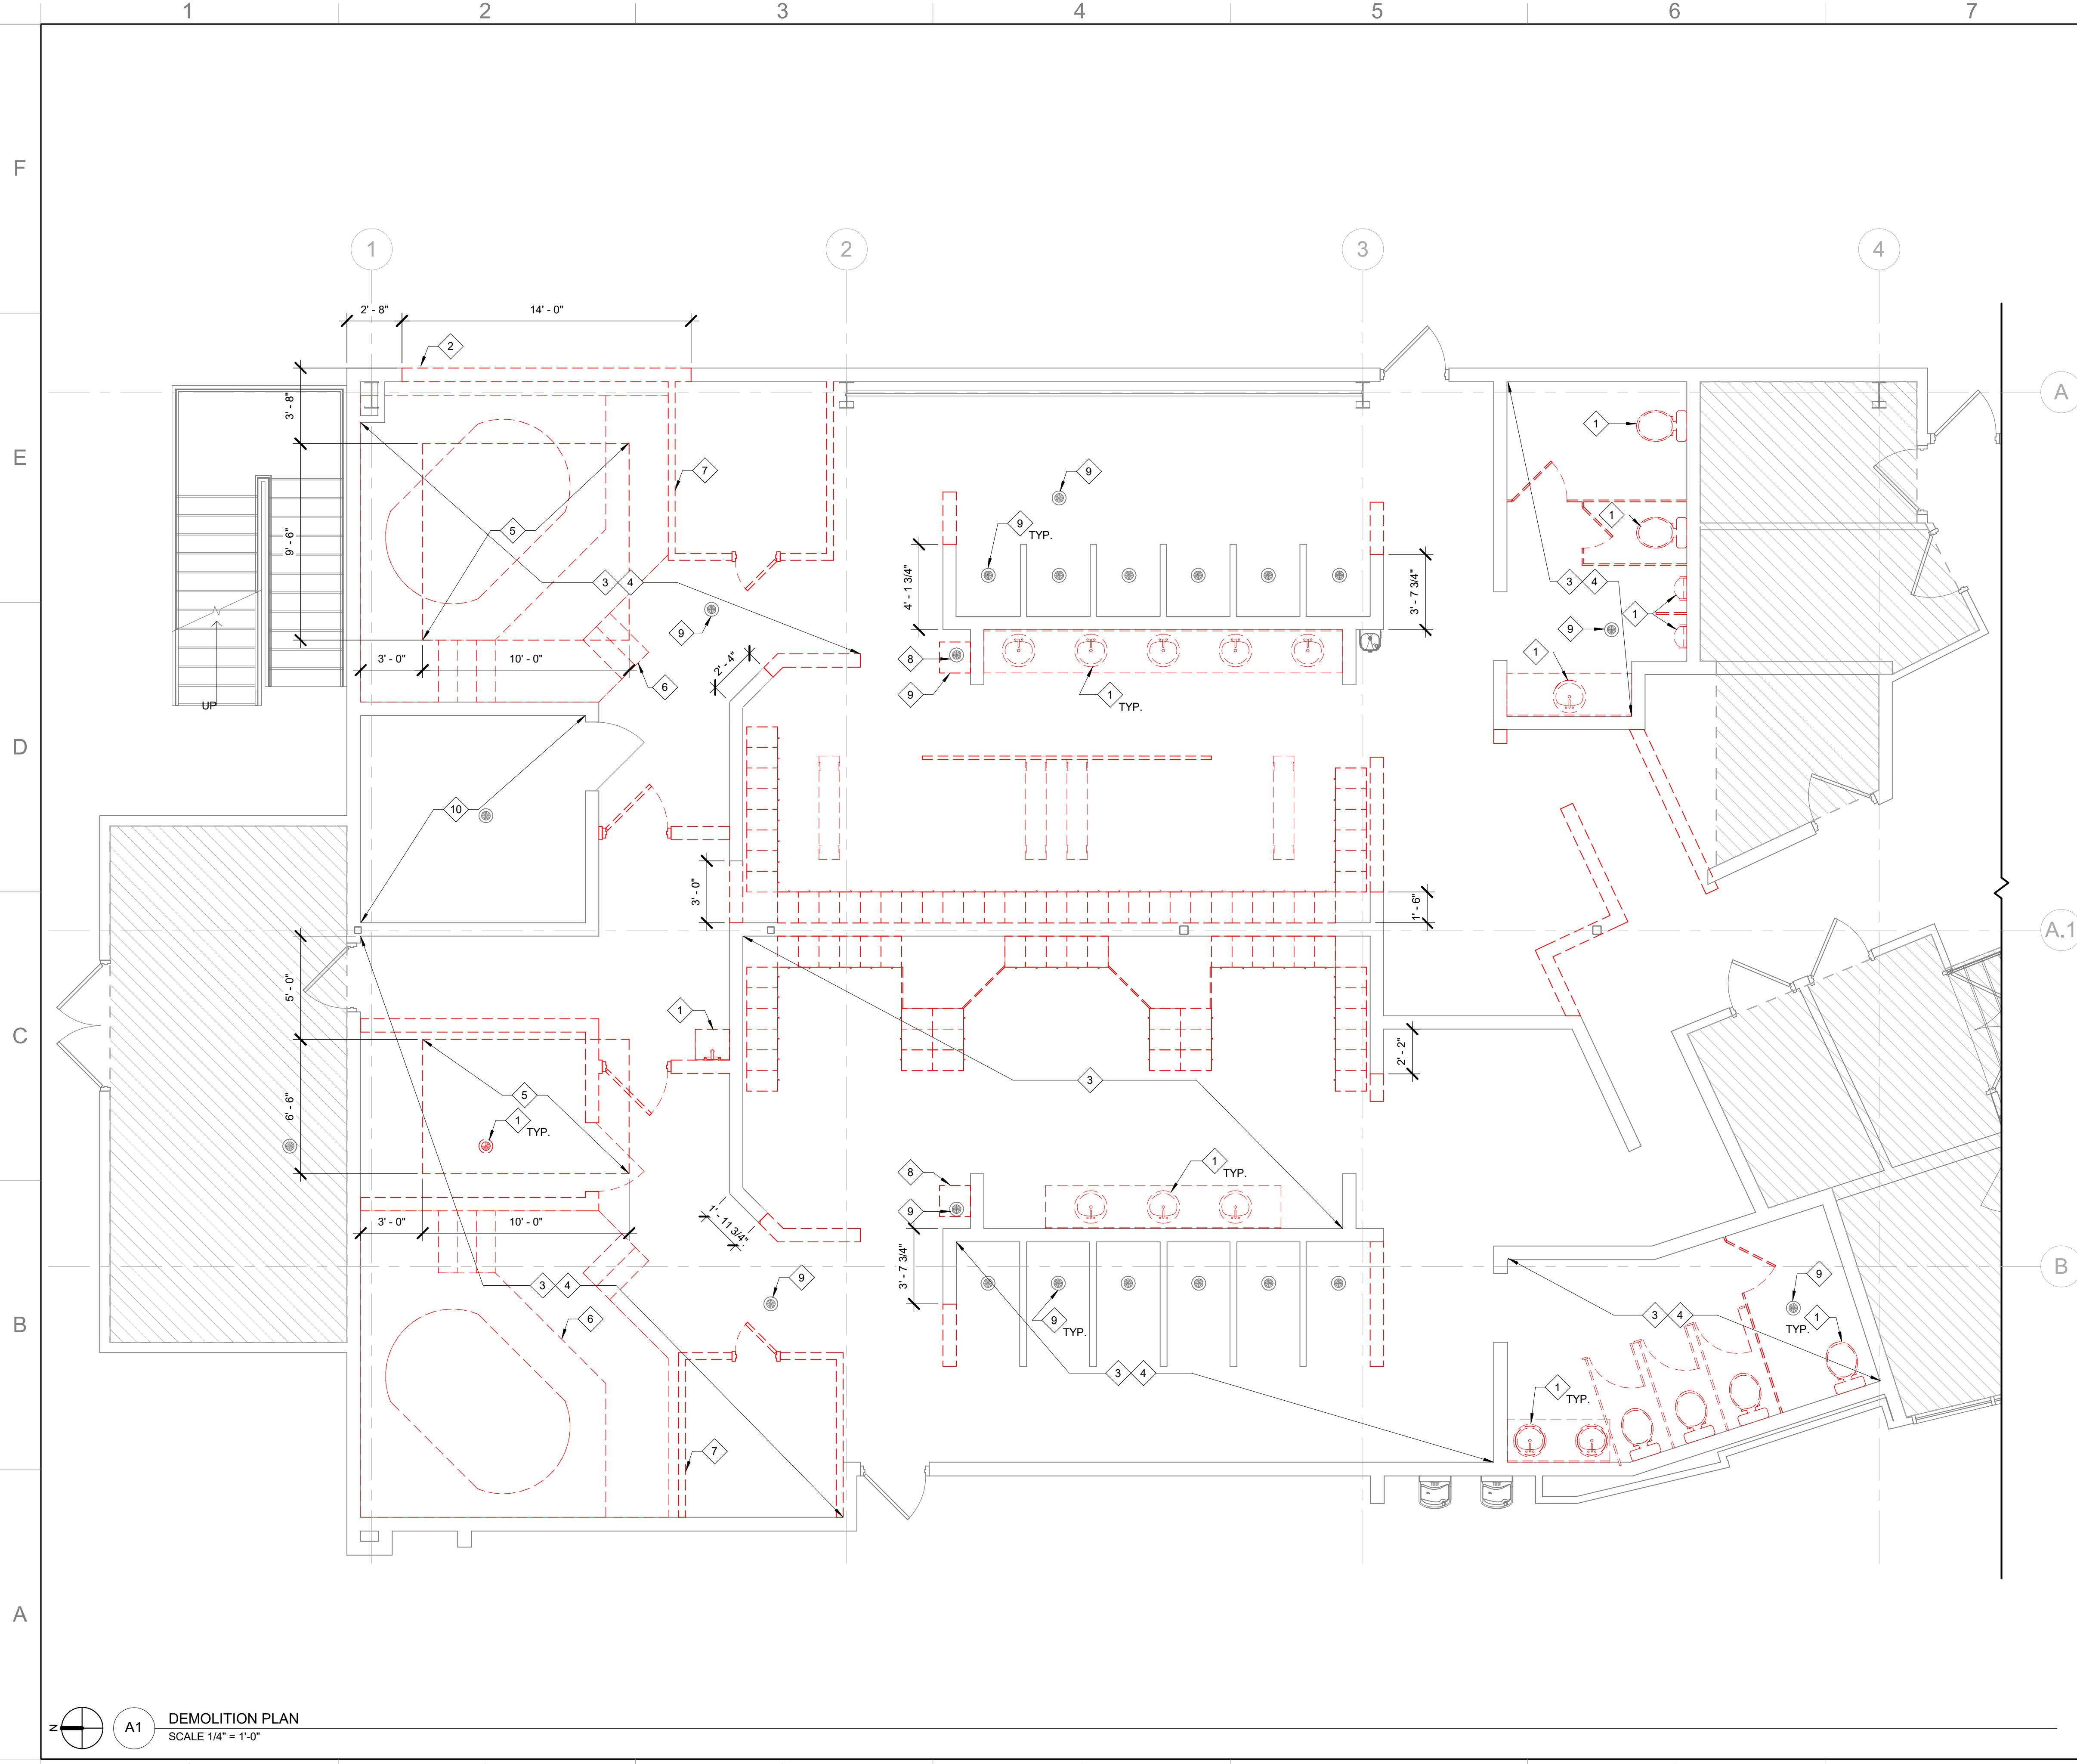 1 2 3 4 5 6 7
F
E
D
C
B
A
1 2 3 4
2' - 8" 14' - 0"
2
A
3' - 8"
1
9
7
9
TYP.
1
5
9' - 6"
3 4
4' - 1 3/4"
3' - 7 3/4"
3 4
1
9
9
8
1
3' - 0" 10' - 0"
2' - 4"
6
9
1
TYP.
UP
10
3' - 0"
1' - 6"
A.1
5' - 0"
1
2' - 2"
3
5
6' - 6"
1
TYP.
1
TYP.
8
9
3' - 0" 10' - 0"
1' - 11 3/4"
3' - 7 3/4"
B
9
9
3 4
6
9
TYP.
3 4
1
TYP.
3 4
1
TYP.
7
N
A1
DEMOLITION PLAN
SCALE 1/4" = 1'-0"